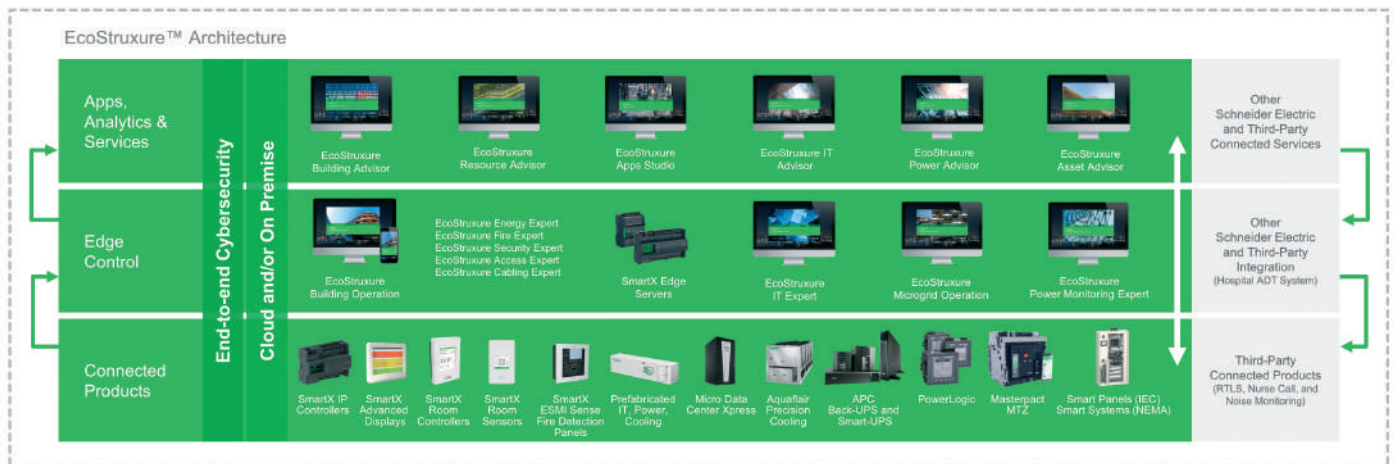 EcoStruxure™ Architecture
Apps,
Analytics &
Services
End-to-end Cybersecurity
Cloud and/or On Premise
EcoStruxure
Building Advisor
EcoStruxure
Resource Advisor
EcoStruxure
Apps Studio
EcoStruxure IT
Advisor
EcoStruxure
Power Advisor
EcoStruxure
Asset Advisor
Other
Schneider Electric
and Third-Party
Connected Services
Edge
Control
EcoStruxure
Building Operation
EcoStruxure Energy Expert
EcoStruxure Fire Expert
EcoStruxure Security Expert
EcoStruxure Access Expert
EcoStruxure Cabling Expert
SmartX Edge
Servers
EcoStruxure
IT Expert
EcoStruxure
Microgrid Operation
EcoStruxure
Power Monitoring Expert
Other
Schneider Electric
and Third-Party
Integration
(Hospital ADT System)
Connected
Products
SmartX IP
Controllers
SmartX
Advanced
Displays
SmartX
Room
Controllers
SmartX
Room
Sensors
SmartX
ESMI Sense
Fire Detection
Panels
Prefabricated
IT, Power,
Cooling
Micro Data
Center Xpress
Aquaflair
Precision
Cooling
APC
Back-UPS and
Smart-UPS
PowerLogic
Masterpact
MTZ
Smart Panels (IEC)
Smart Systems (NEMA)
Third-Party
Connected Products
(RTLS, Nurse Call, and
Noise Monitoring)